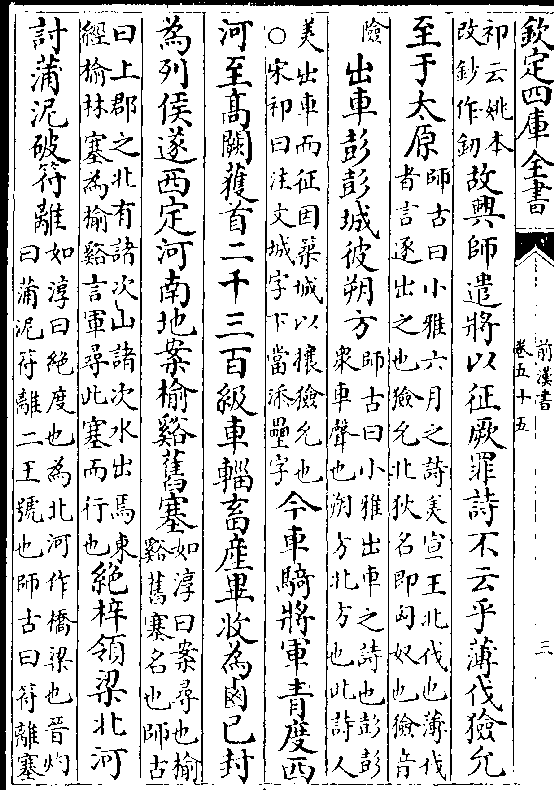 欽定四庫全書
前漢書
卷五十五
三
祁云姚本改鈔作釰故興師遣將以征厥罪詩不云乎薄伐獫允
至于太原師古曰小雅六月之詩美宣王北伐也薄伐者言逐出之也獫允北狄名即匈奴也獫音
險出車彭彭城彼朔方師古曰小雅出車之詩也彭彭衆車聲也朔方北方也此詩人
美出車而征因築城以攘獫允也○宋祁曰注文城字下當添壘字今車騎將軍青度西
河至髙闕獲首二千三百級車輜畜産畢收為鹵已封
為列侯遂西定河南地案榆谿舊塞如淳曰案尋也榆谿舊塞名也師古
曰上郡之北有諸次山諸次水出焉東經榆林塞為榆谿言軍尋此塞而行也絶梓領梁北河
討蒲泥破符離如淳曰絶度也為北河作橋梁也晉灼曰蒲泥符離二王號也師古曰符離塞